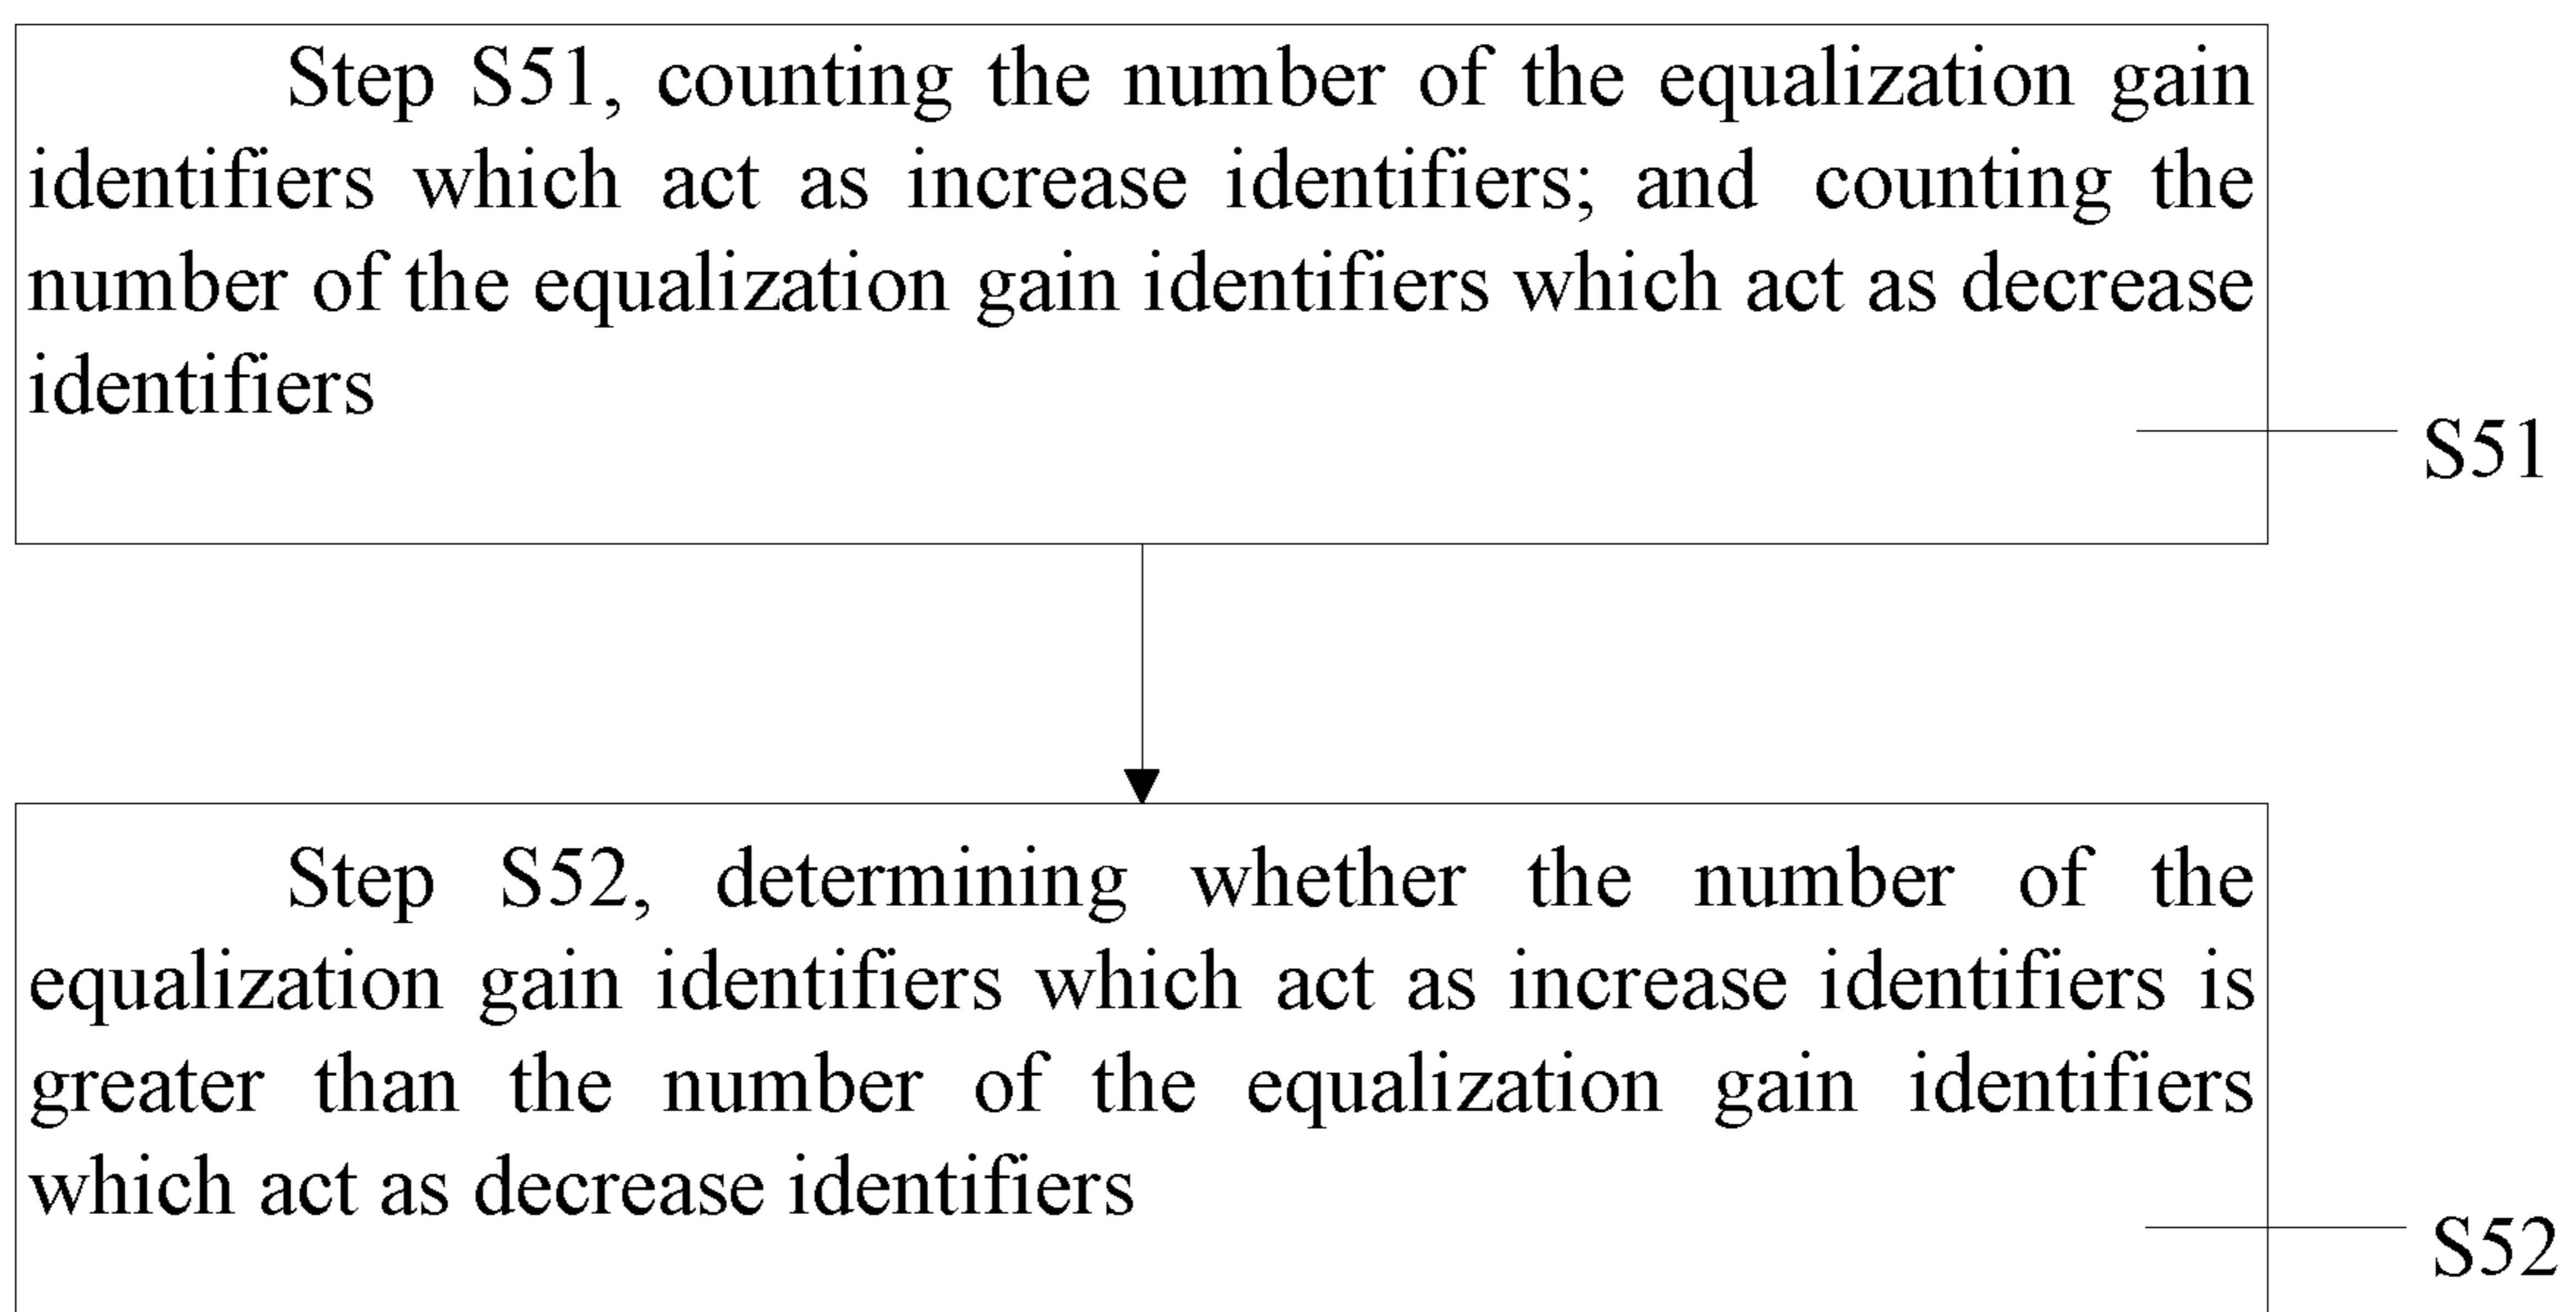 Step S51, counting the number of the equalization gain
identifiers which act as increase identifiers; and counting the
number of the equalization gain identifiers which act as decrease
identifiers
S51
Step S52, determining whether the number of the
equalization gain identifiers which act as increase identifiers is
greater than the number of the equalization gain identifiers
which act as decrease identifiers
S52